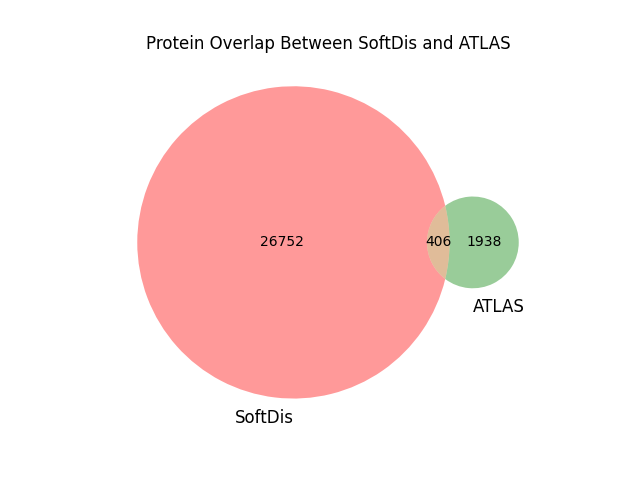 Protein Overlap Between SoftDis and ATLAS
26752
406
1938
ATLAS
SoftDis